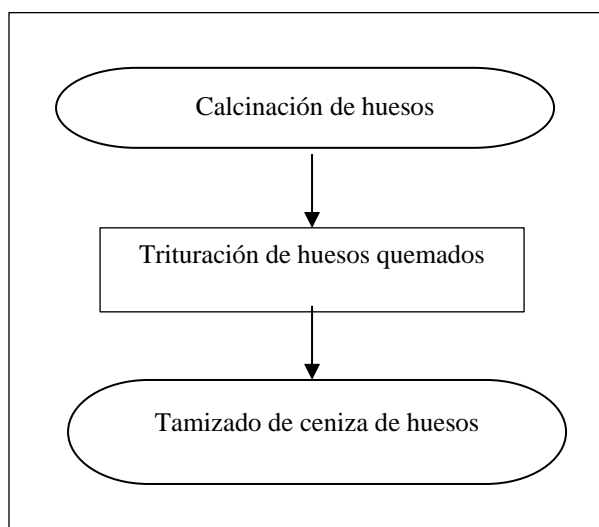 Calcinación de huesos
Trituración de huesos quemados
Tamizado de ceniza de huesos